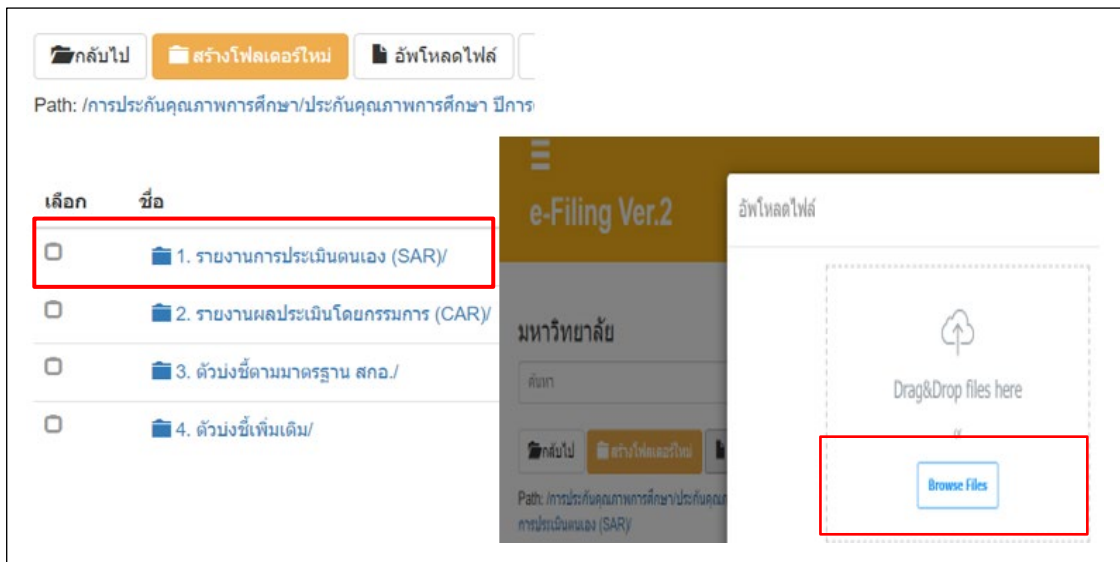 กลับไป สร้างโฟลเดอร์ใหม่ อัพโหลดไฟล์
Path: /การประกันคุณภาพการศึกษา/ประกันคุณภาพการศึกษา ปีการ
เลือก ชื่อ
1. รายงานการประเมินตนเอง (SAR)/
2. รายงานผลประเมินโดยกรรมการ (CAR)/
3. ตัวบ่งชี้ตามมาตรฐาน สกอ./
4. ตัวบ่งชี้เพิ่มเติม/
e-Filing Ver.2
มหาวิทยาลัย
ค้นหา
กลับไป สร้างโฟลเดอร์ใหม่
Path: /การประกันคุณภาพการศึกษา/ประกันคุณภ
การประเมินตนเอง (SAR)/
อัพโหลดไฟล์
Drag&Drop files here
or
Browse Files